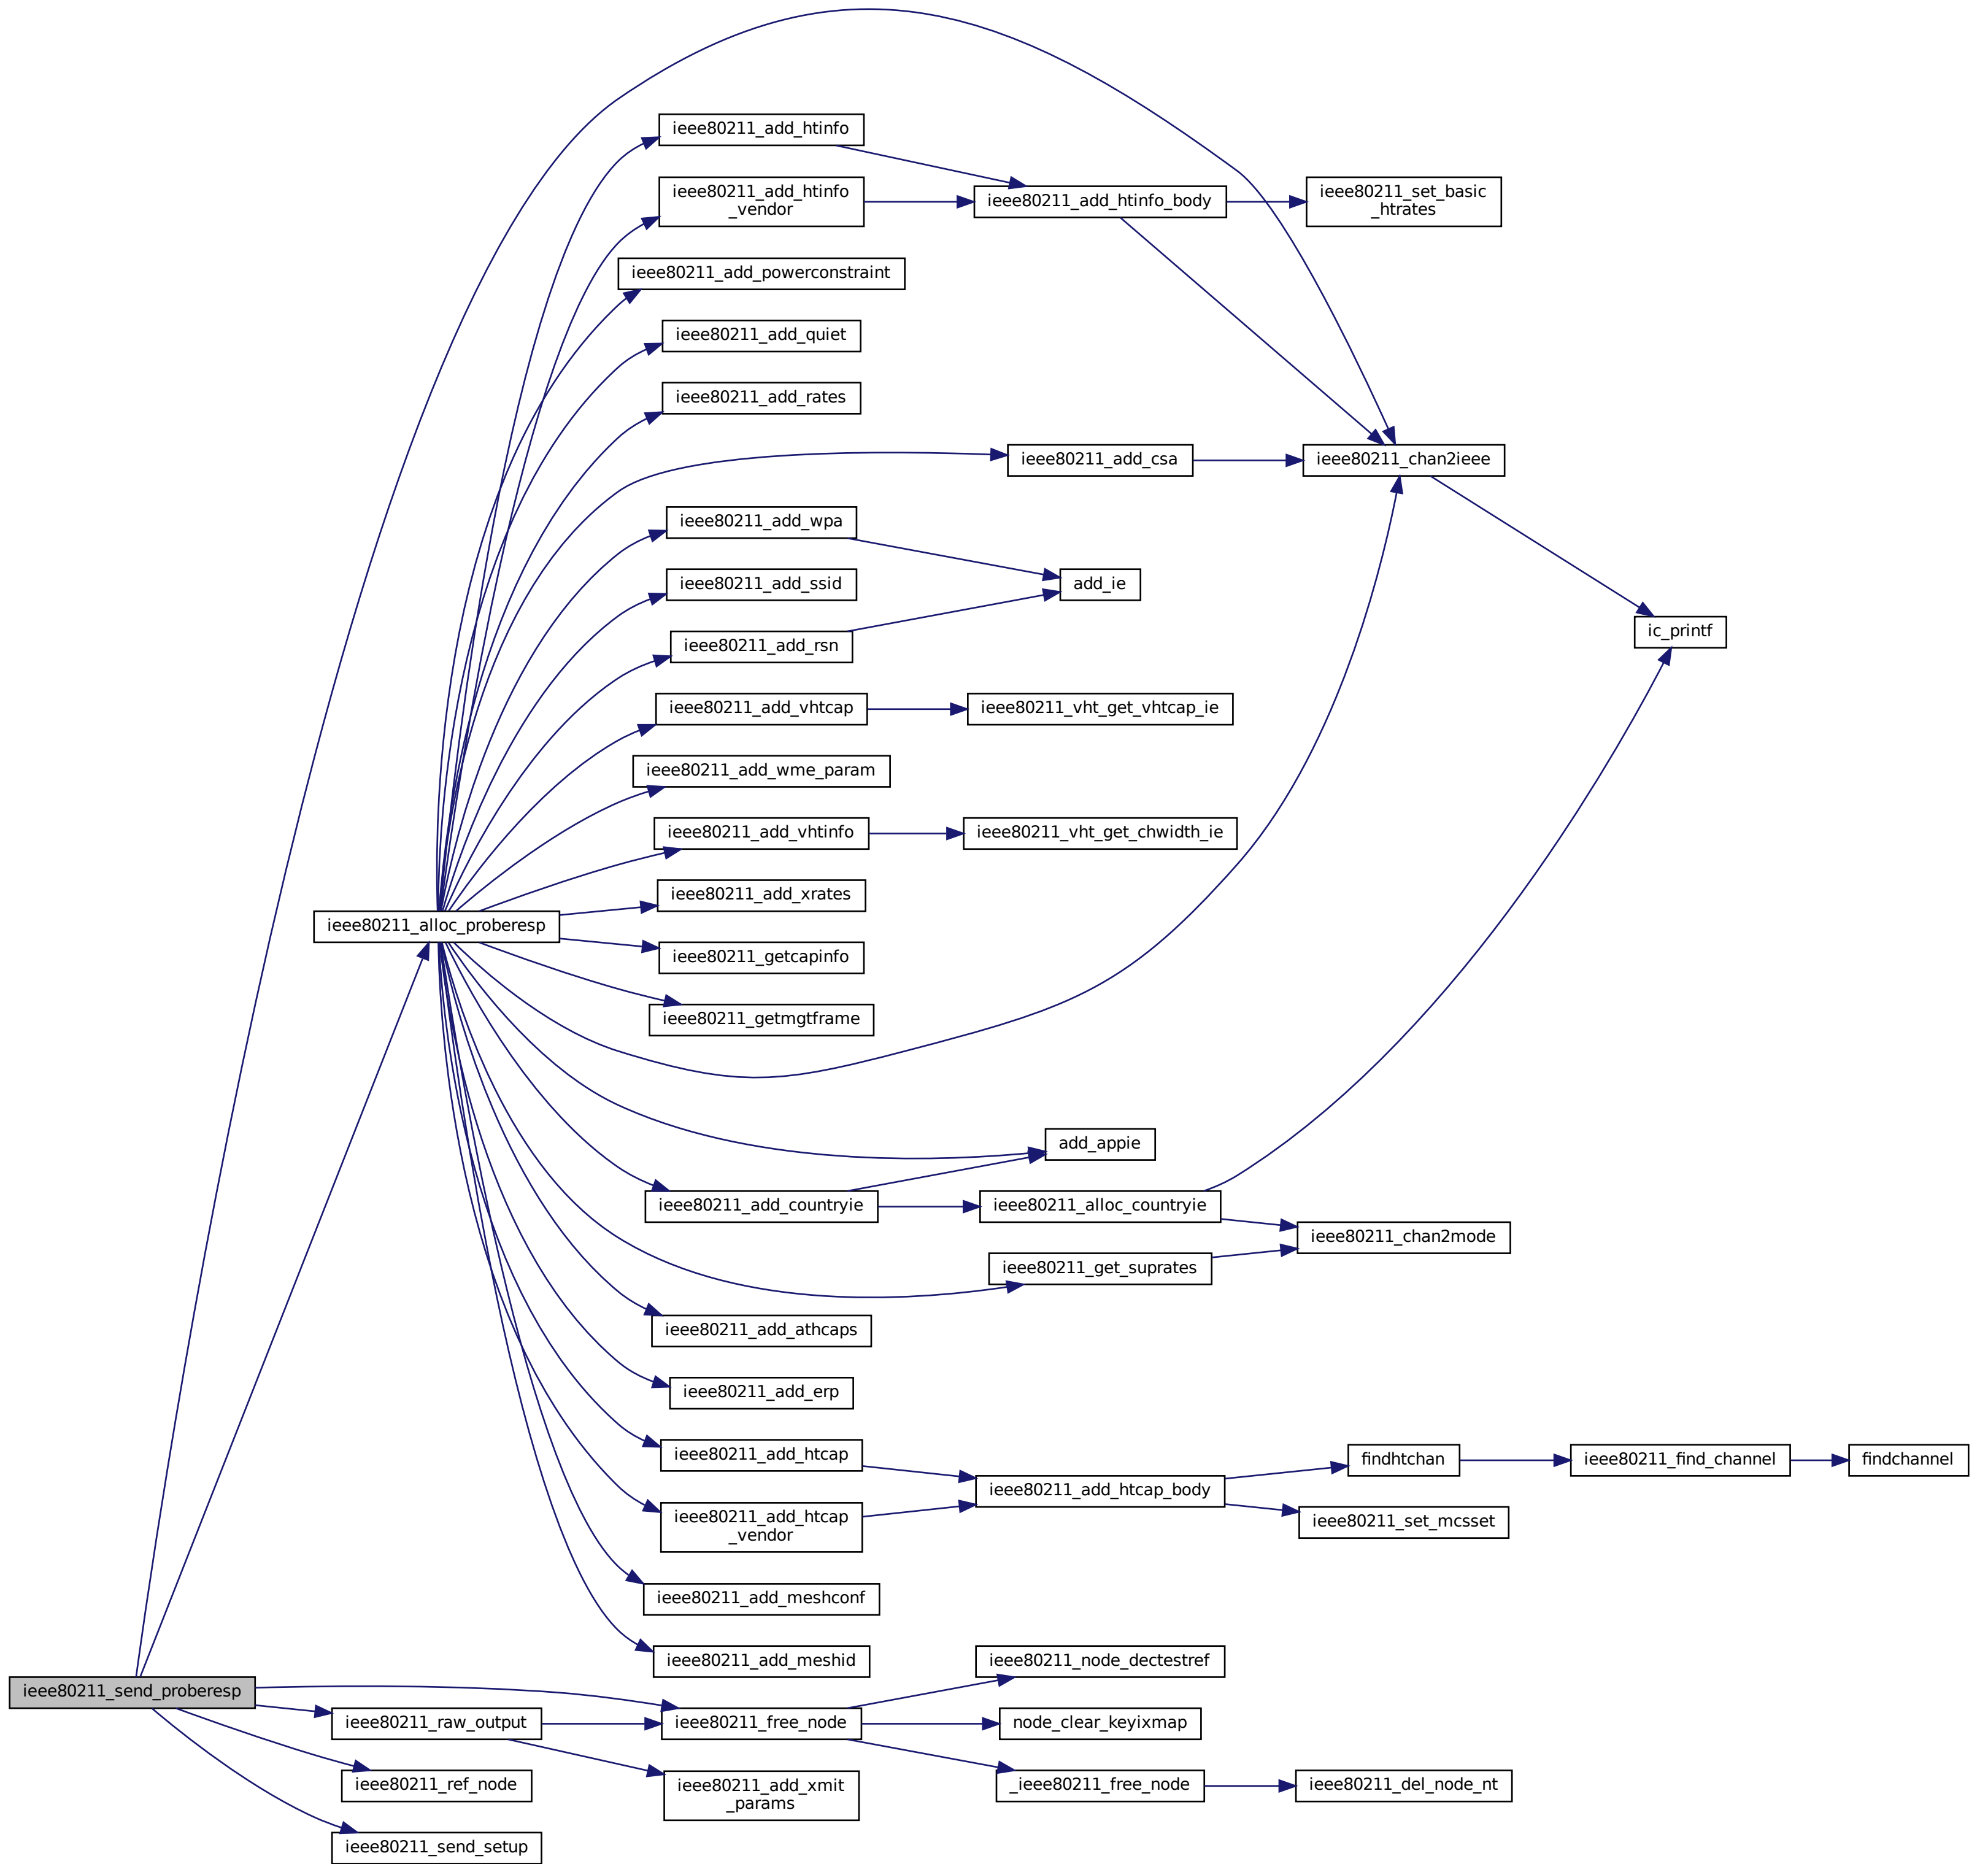 ieee80211_add_htinfo
ieee80211_add_htinfo
_vendor
ieee80211_add_htinfo_body
ieee80211_set_basic
_htrates
ieee80211_add_powerconstraint
ieee80211_add_quiet
ieee80211_add_rates
ieee80211_add_csa
ieee80211_chan2ieee
ieee80211_add_wpa
ieee80211_add_ssid
add_ie
ieee80211_add_rsn
ic_printf
ieee80211_add_vhtcap
ieee80211_vht_get_vhtcap_ie
ieee80211_add_wme_param
ieee80211_add_vhtinfo
ieee80211_vht_get_chwidth_ie
ieee80211_add_xrates
ieee80211_alloc_proberesp
ieee80211_getcapinfo
ieee80211_getmgtframe
add_appie
ieee80211_add_countryie
ieee80211_alloc_countryie
ieee80211_chan2mode
ieee80211_get_suprates
ieee80211_add_athcaps
ieee80211_add_erp
ieee80211_add_htcap
findhtchan
ieee80211_find_channel
findchannel
ieee80211_add_htcap_body
ieee80211_add_htcap
_vendor
ieee80211_set_mcsset
ieee80211_add_meshconf
ieee80211_add_meshid
ieee80211_node_dectestref
ieee80211_send_proberesp
ieee80211_raw_output
ieee80211_free_node
node_clear_keyixmap
ieee80211_ref_node
ieee80211_add_xmit
_params
_ieee80211_free_node
ieee80211_del_node_nt
ieee80211_send_setup